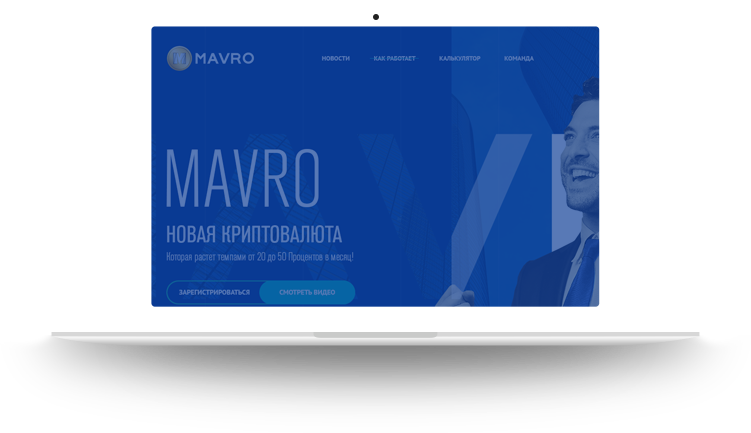 MAVRO
НОВОСТИ
КАК РАБОТАЕТ
КАЛЬКУЛЯТОР
КОМАНДА
MAVRO
НОВАЯ КРИПТОВАЛЮТА
Которая растет темпами от 20 до 50 Процентов в месяц!
ЗАРЕГИСТРИРОВАТЬСЯ
СМОТРЕТЬ ВИДЕО